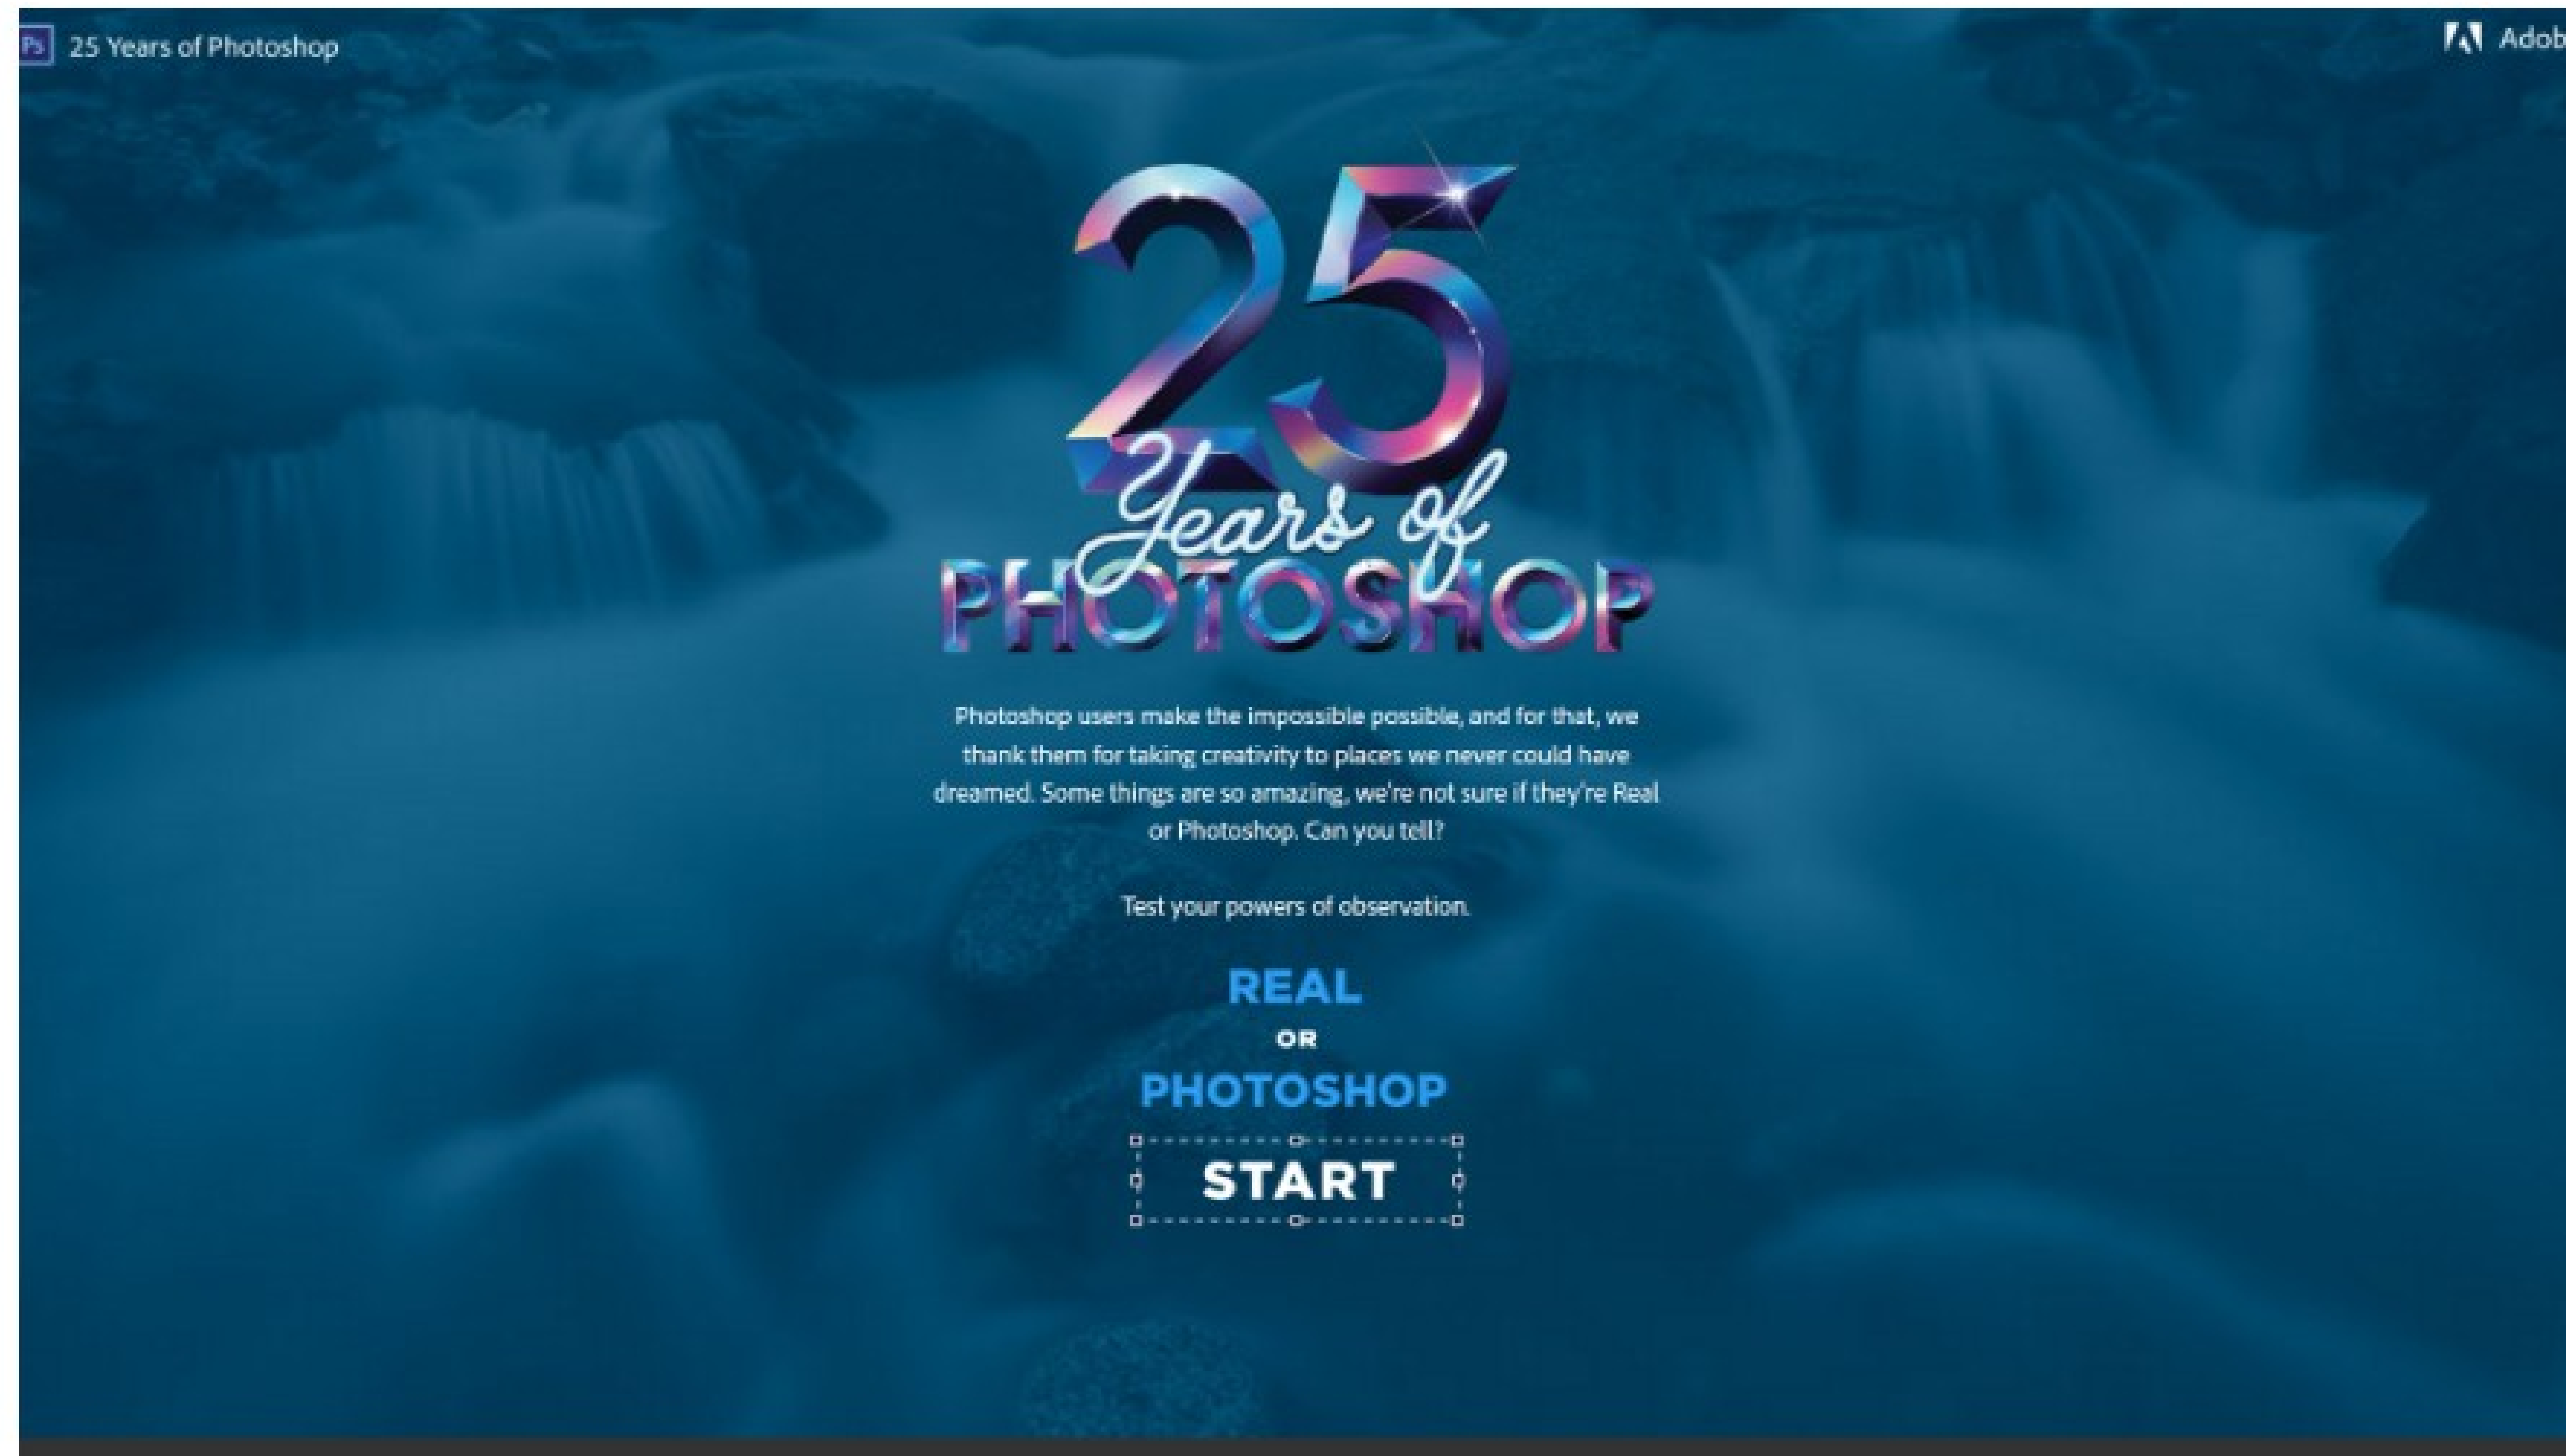 Ps 25 Years of Photoshop
Adob
25
Years of
PHOTOSHOP
Photoshop users make the impossible possible, and for that, we
thank them for taking creativity to places we never could have
dreamed. Some things are so amazing, we're not sure if they're Real
or Photoshop. Can you tell?
Test your powers of observation.
REAL
OR
PHOTOSHOP
START